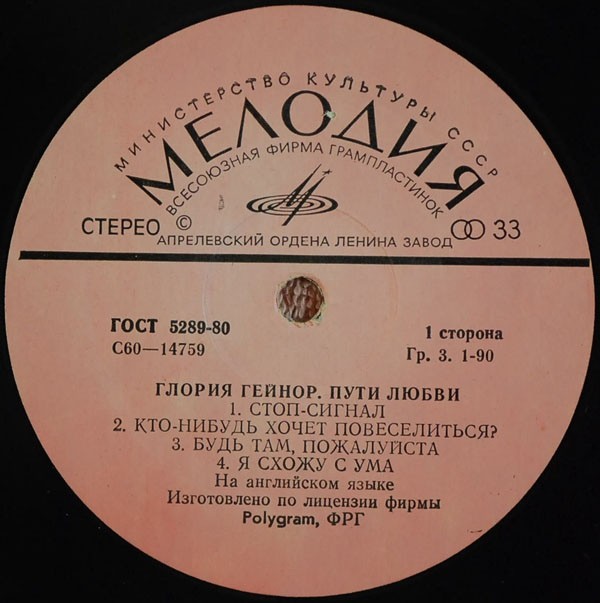 МИНИСТЕРСТВО КУЛЬТУРЫ СССР
МЕЛОДИЯ
ВСЕСОЮЗНАЯ ФИРМА ГРАМПЛАСТИНОК
СТЕРЕО ©
33
АПРЕЛЕВСКИЙ ОРДЕНА ЛЕНИНА ЗАВОД
ГОСТ 5289-80
1 сторона
С60—14759
Гр. 3. 1-90
ГЛОРИЯ ГЕЙНОР. ПУТИ ЛЮБВИ
1. СТОП-СИГНАЛ
2. КТО-НИБУДЬ ХОЧЕТ ПОВЕСЕЛИТЬСЯ?
3. БУДЬ ТАМ, ПОЖАЛУЙСТА
4. Я СХОЖУ С УМА
На английском языке
Изготовлено по лицензии фирмы
Polygram, ФРГ